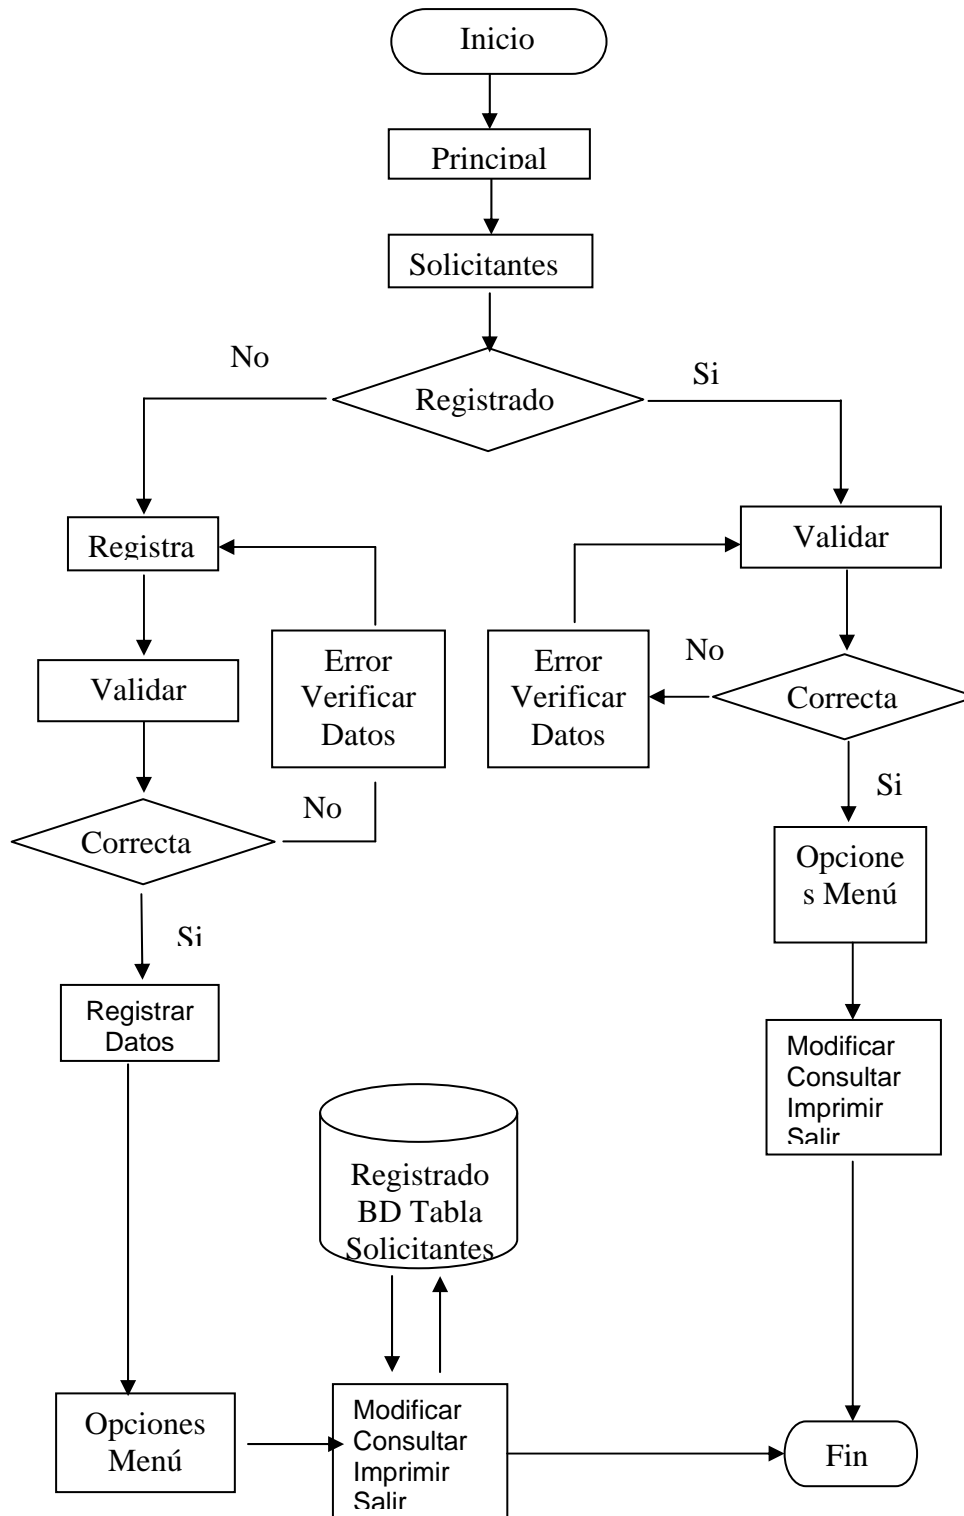 Inicio
Principal
Solicitantes
No
Si
Registrado
Registra
Validar
Error
Verificar
Datos
Error
Verificar
Datos
No
Validar
Correcta
No
Correcta
Si
Opcione
s Menú
Si
Registrar
Datos
Modificar
Consultar
Imprimir
Salir
Registrado
BD Tabla
Solicitantes
Opciones
Menú
Modificar
Consultar
Imprimir
Salir
Fin